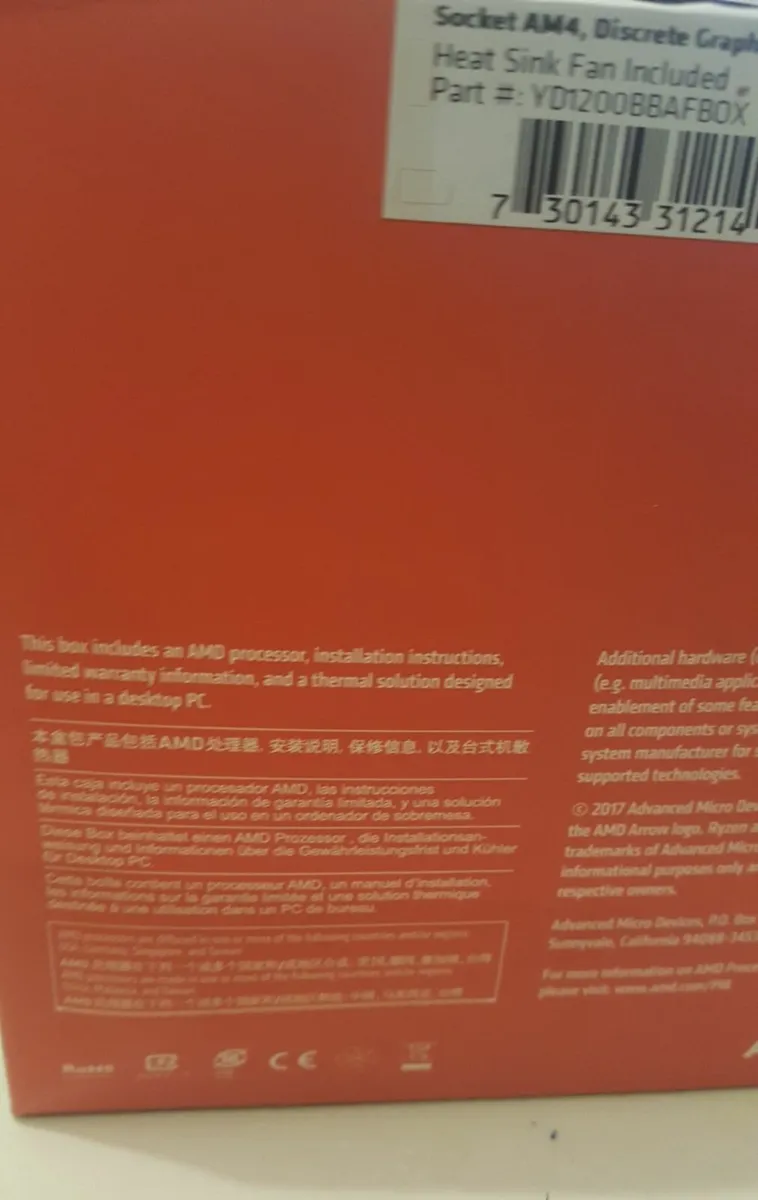 Socket AM4, Discrete Graph
Heat Sink Fan Included
Part #: YD1200BBAFBOX
7 30143 31214
This box includes an AMD processor, installation instructions,
limited warranty information, and a thermal solution designed
for use in a desktop PC.
本盒包产品包括AMD处理器, 安装说明, 保修信息, 以及台式机散
热器
Esta caja incluye un procesador AMD, las instrucciones
de instalación, la información de garantía limitada, y una solución
térmica diseñada para el uso en un ordenador de sobremesa.
Diese Box beinhaltet einen AMD Prozessor, die Installationsan-
weisung und Informationen über die Gewährleistungsfrist und Kühler
für Desktop PC.
Cette boîte contient un processeur AMD, un manuel d'installation,
les informations sur la garantie limitée et une solution thermique
destinée à une utilisation dans un PC de bureau.
RoHS
CE
Additional hardware (
(e.g. multimedia applic
enablement of some fea
on all components or sys
system manufacturer for s
supported technologies.
© 2017 Advanced Micro Dev
the AMD Arrow logo, Ryzen a
trademarks of Advanced Micr
informational purposes only a
respective owners.
Advanced Micro Devices, P.O. Box
Sunnyvale, California 94088-3453
For more information on AMD Proce
please visit: www.amd.com/PIB